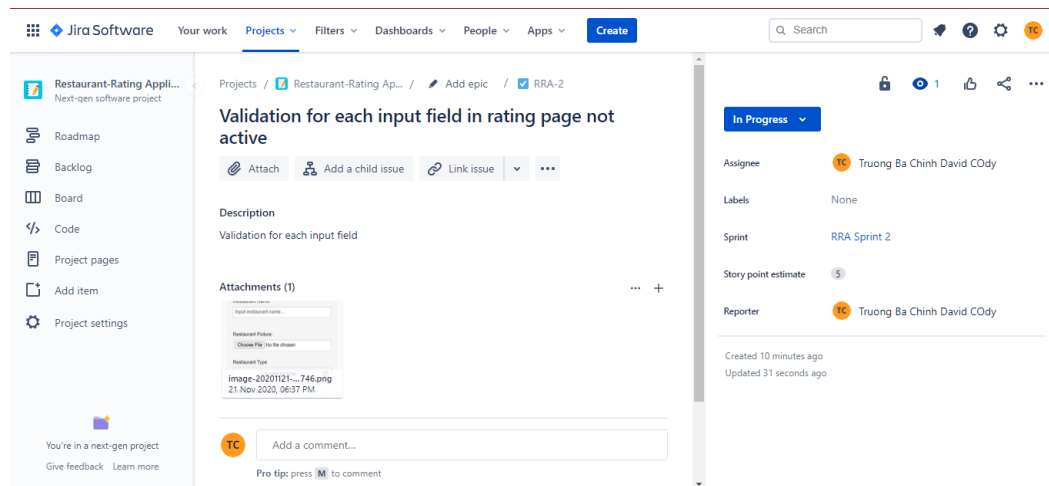 Jira Software Your work Projects Filters Dashboards People Apps Create Search TC
Restaurant-Rating Appli...
Next-gen software project
Roadmap
Backlog
Board
Code
Project pages
Add item
Project settings
You're in a next-gen project
Give feedback Learn more
Projects / Restaurant-Rating Ap... / Add epic / RRA-2
Validation for each input field in rating page not
active
Attach Add a child issue Link issue
Description
Validation for each input field
Attachments (1)
Restaurant Name:
Input restaurant name...
Restaurant Picture:
Choose File No file chosen
Restaurant Type
image-20201121-...746.png
21 Nov 2020, 06:37 PM
TC Add a comment...
Pro tip: press M to comment
1
In Progress
Assignee TC Truong Ba Chinh David COdy
Labels None
Sprint RRA Sprint 2
Story point estimate 5
Reporter TC Truong Ba Chinh David COdy
Created 10 minutes ago
Updated 31 seconds ago